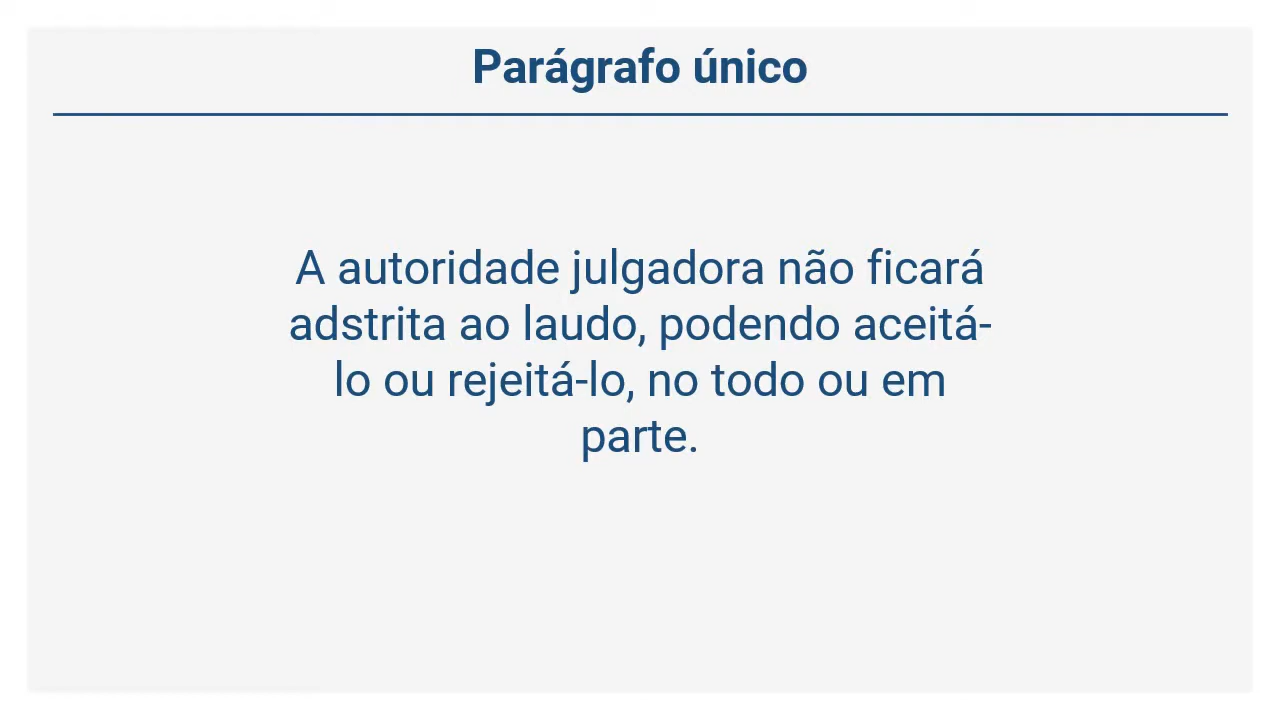 Parágrafo único
A autoridade julgadora não ficará
adstrita ao laudo, podendo aceitá-
lo ou rejeitá-lo, no todo ou em
parte.